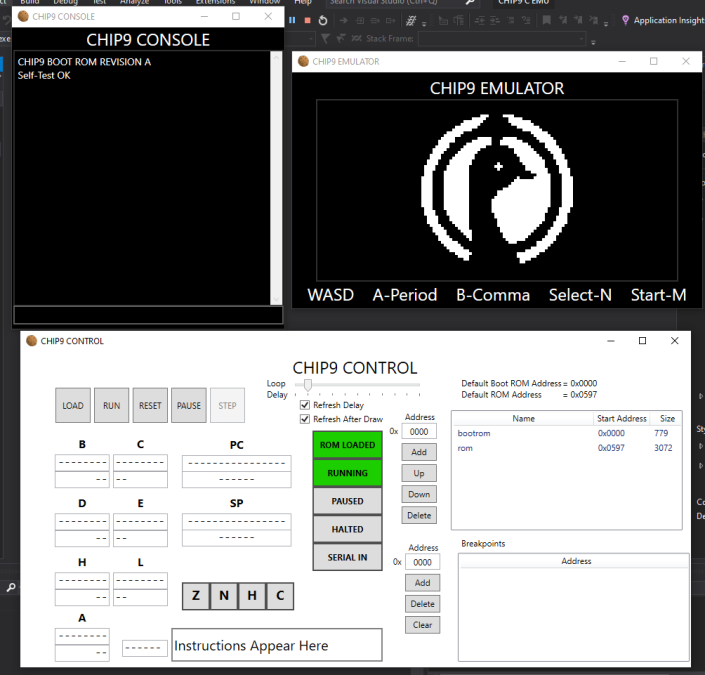 Build Debug Test Analyze Tools Extensions Window Help Search Visual Studio (Ctrl+Q) CHIP9 C EMU
Application Insight
Stack Frame:
CHIP9 CONSOLE
CHIP9 CONSOLE
CHIP9 BOOT ROM REVISION A
Self-Test OK
CHIP9 EMULATOR
CHIP9 EMULATOR
WASD A-Period B-Comma Select-N Start-M
CHIP9 CONTROL
CHIP9 CONTROL
Loop
Delay
Refresh Delay
Refresh After Draw
Default Boot ROM Address = 0x0000
Default ROM Address = 0x0597
LOAD RUN RESET PAUSE STEP
Address
0x 0000
Add
Up
Down
Delete
Name Start Address Size
bootrom 0x0000 779
rom 0x0597 3072
B C PC
-------- -------- ----------------
-- -- ------
D E SP
-------- -------- ----------------
-- -- ------
H L
-------- --------
-- --
A
--------
--
------
ROM LOADED
RUNNING
PAUSED
HALTED
SERIAL IN
Z N H C
Instructions Appear Here
Address
0x 0000
Add
Delete
Clear
Breakpoints
Address